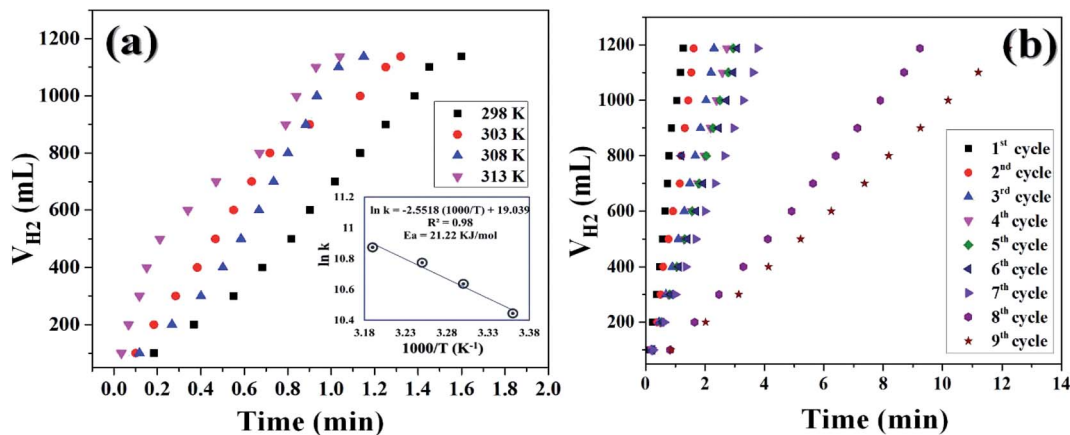 (a)
V_H2 (mL)
1200
1000
800
600
400
200
298 K
303 K
308 K
313 K
ln k = -2.5518 (1000/T) + 19.039
R² = 0.98
Ea = 21.22 KJ/mol
ln k
11.2
11
10.8
10.6
10.4
3.18 3.23 3.28 3.33 3.38
1000/T (K⁻¹)
0.0 0.2 0.4 0.6 0.8 1.0 1.2 1.4 1.6 1.8 2.0
Time (min)
(b)
V_H2 (mL)
1200
1000
800
600
400
200
1st cycle
2nd cycle
3rd cycle
4th cycle
5th cycle
6th cycle
7th cycle
8th cycle
9th cycle
0 2 4 6 8 10 12 14
Time (min)